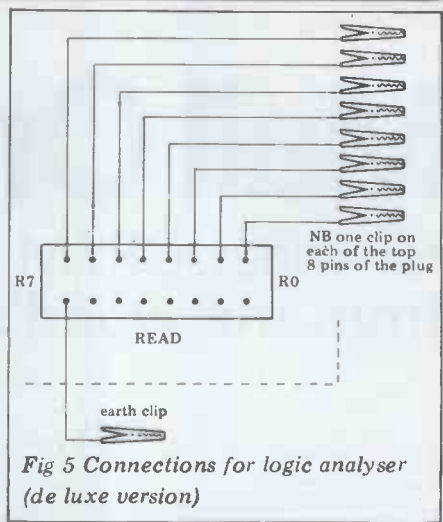 NB one clip on
each of the top
8 pins of the plug
R7
R0
READ
earth clip
Fig 5 Connections for logic analyser
(de luxe version)